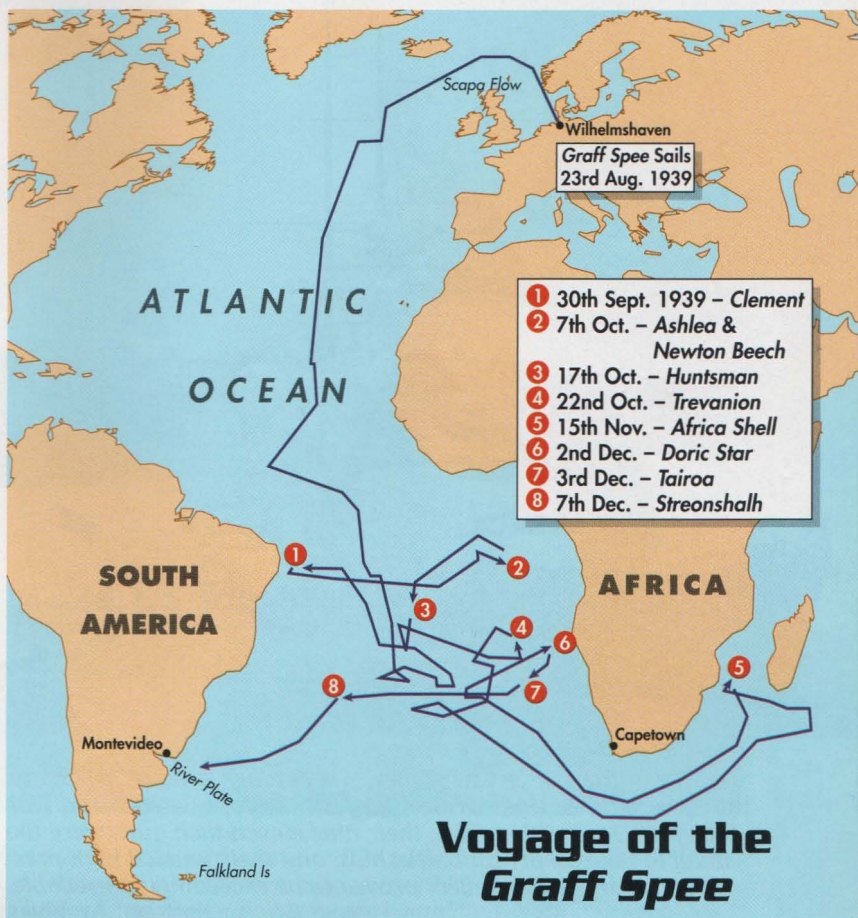 Scapa Flow
Wilhelmshaven
Graff Spee Sails
23rd Aug. 1939
ATLANTIC
OCEAN
1 30th Sept. 1939 – Clement
2 7th Oct. – Ashlea &
Newton Beech
3 17th Oct. – Huntsman
4 22nd Oct. – Trevanion
5 15th Nov. – Africa Shell
6 2nd Dec. – Doric Star
7 3rd Dec. – Tairoa
8 7th Dec. – Streonshalh
1
2
SOUTH
AMERICA
AFRICA
3
4
6
5
7
8
Montevideo
River Plate
Capetown
Falkland Is
Voyage of the
Graff Spee